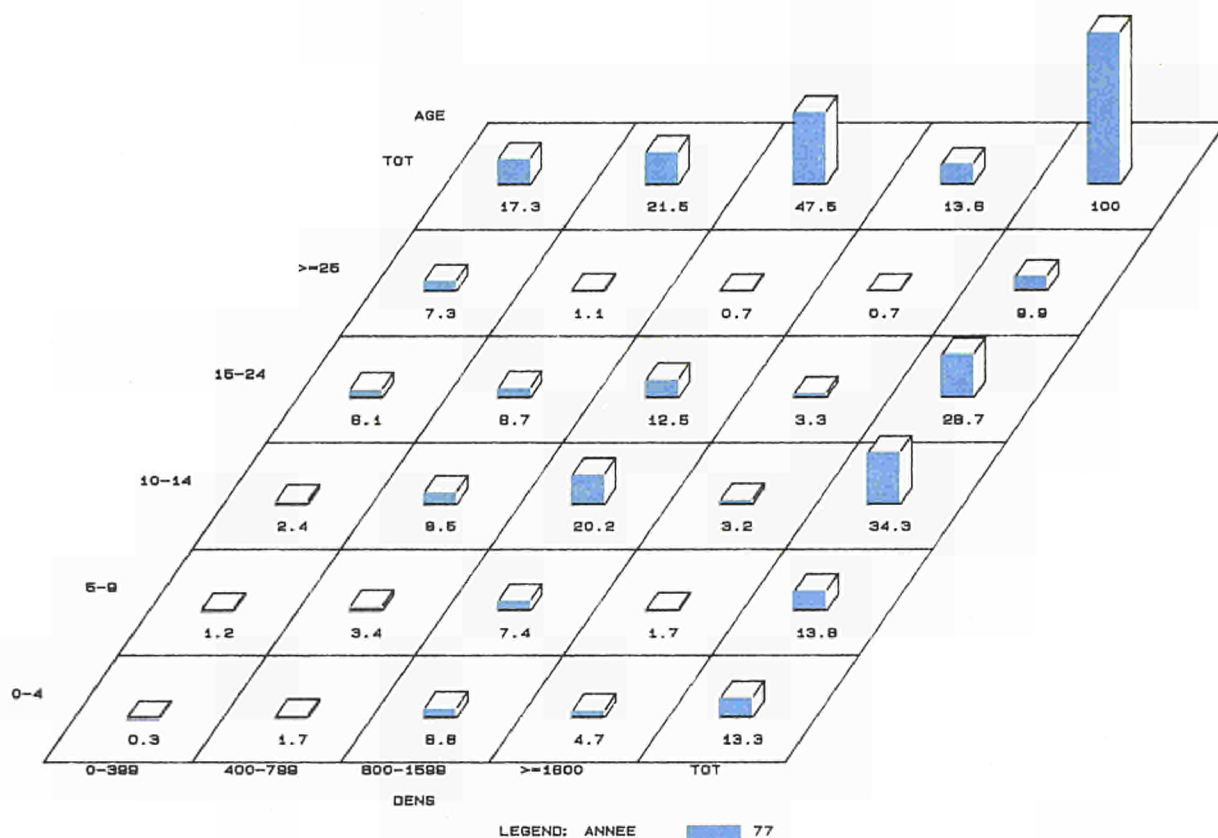 AGE
TOT
17.3 21.5 47.5 13.6 100
>=25
7.3 1.1 0.7 0.7 9.9
15-24
6.1 6.7 12.5 3.3 28.7
10-14
2.4 8.5 20.2 3.2 34.3
5-9
1.2 3.4 7.4 1.7 13.8
0-4
0.3 1.7 6.6 4.7 13.3
0-399 400-799 800-1599 >=1600 TOT
DENS
LEGEND: ANNEE 77